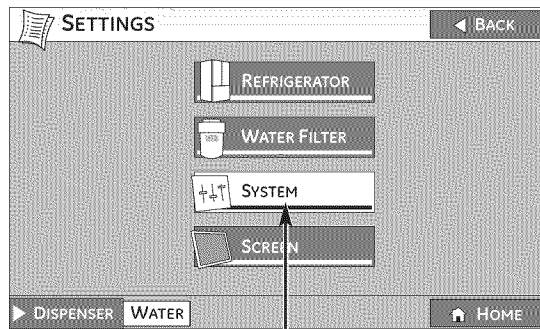 SETTINGS
BACK
REFRIGERATOR
WATER FILTER
SYSTEM
SCREEN
DISPENSER WATER
HOME